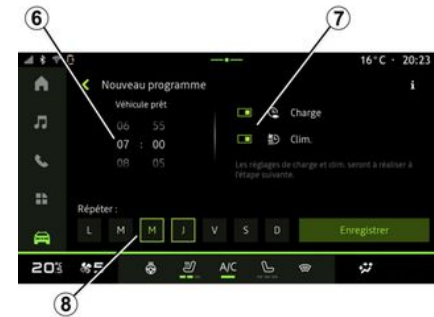 6 7
16°C · 20:23
Nouveau programme i
Véhicule prêt
06 55
07 : 00
08 05
Charge
Clim.
Les réglages de charge et clim. seront à réaliser à
l'étape suivante.
Répéter :
L M M J V S D Enregistrer
20 A/C
8